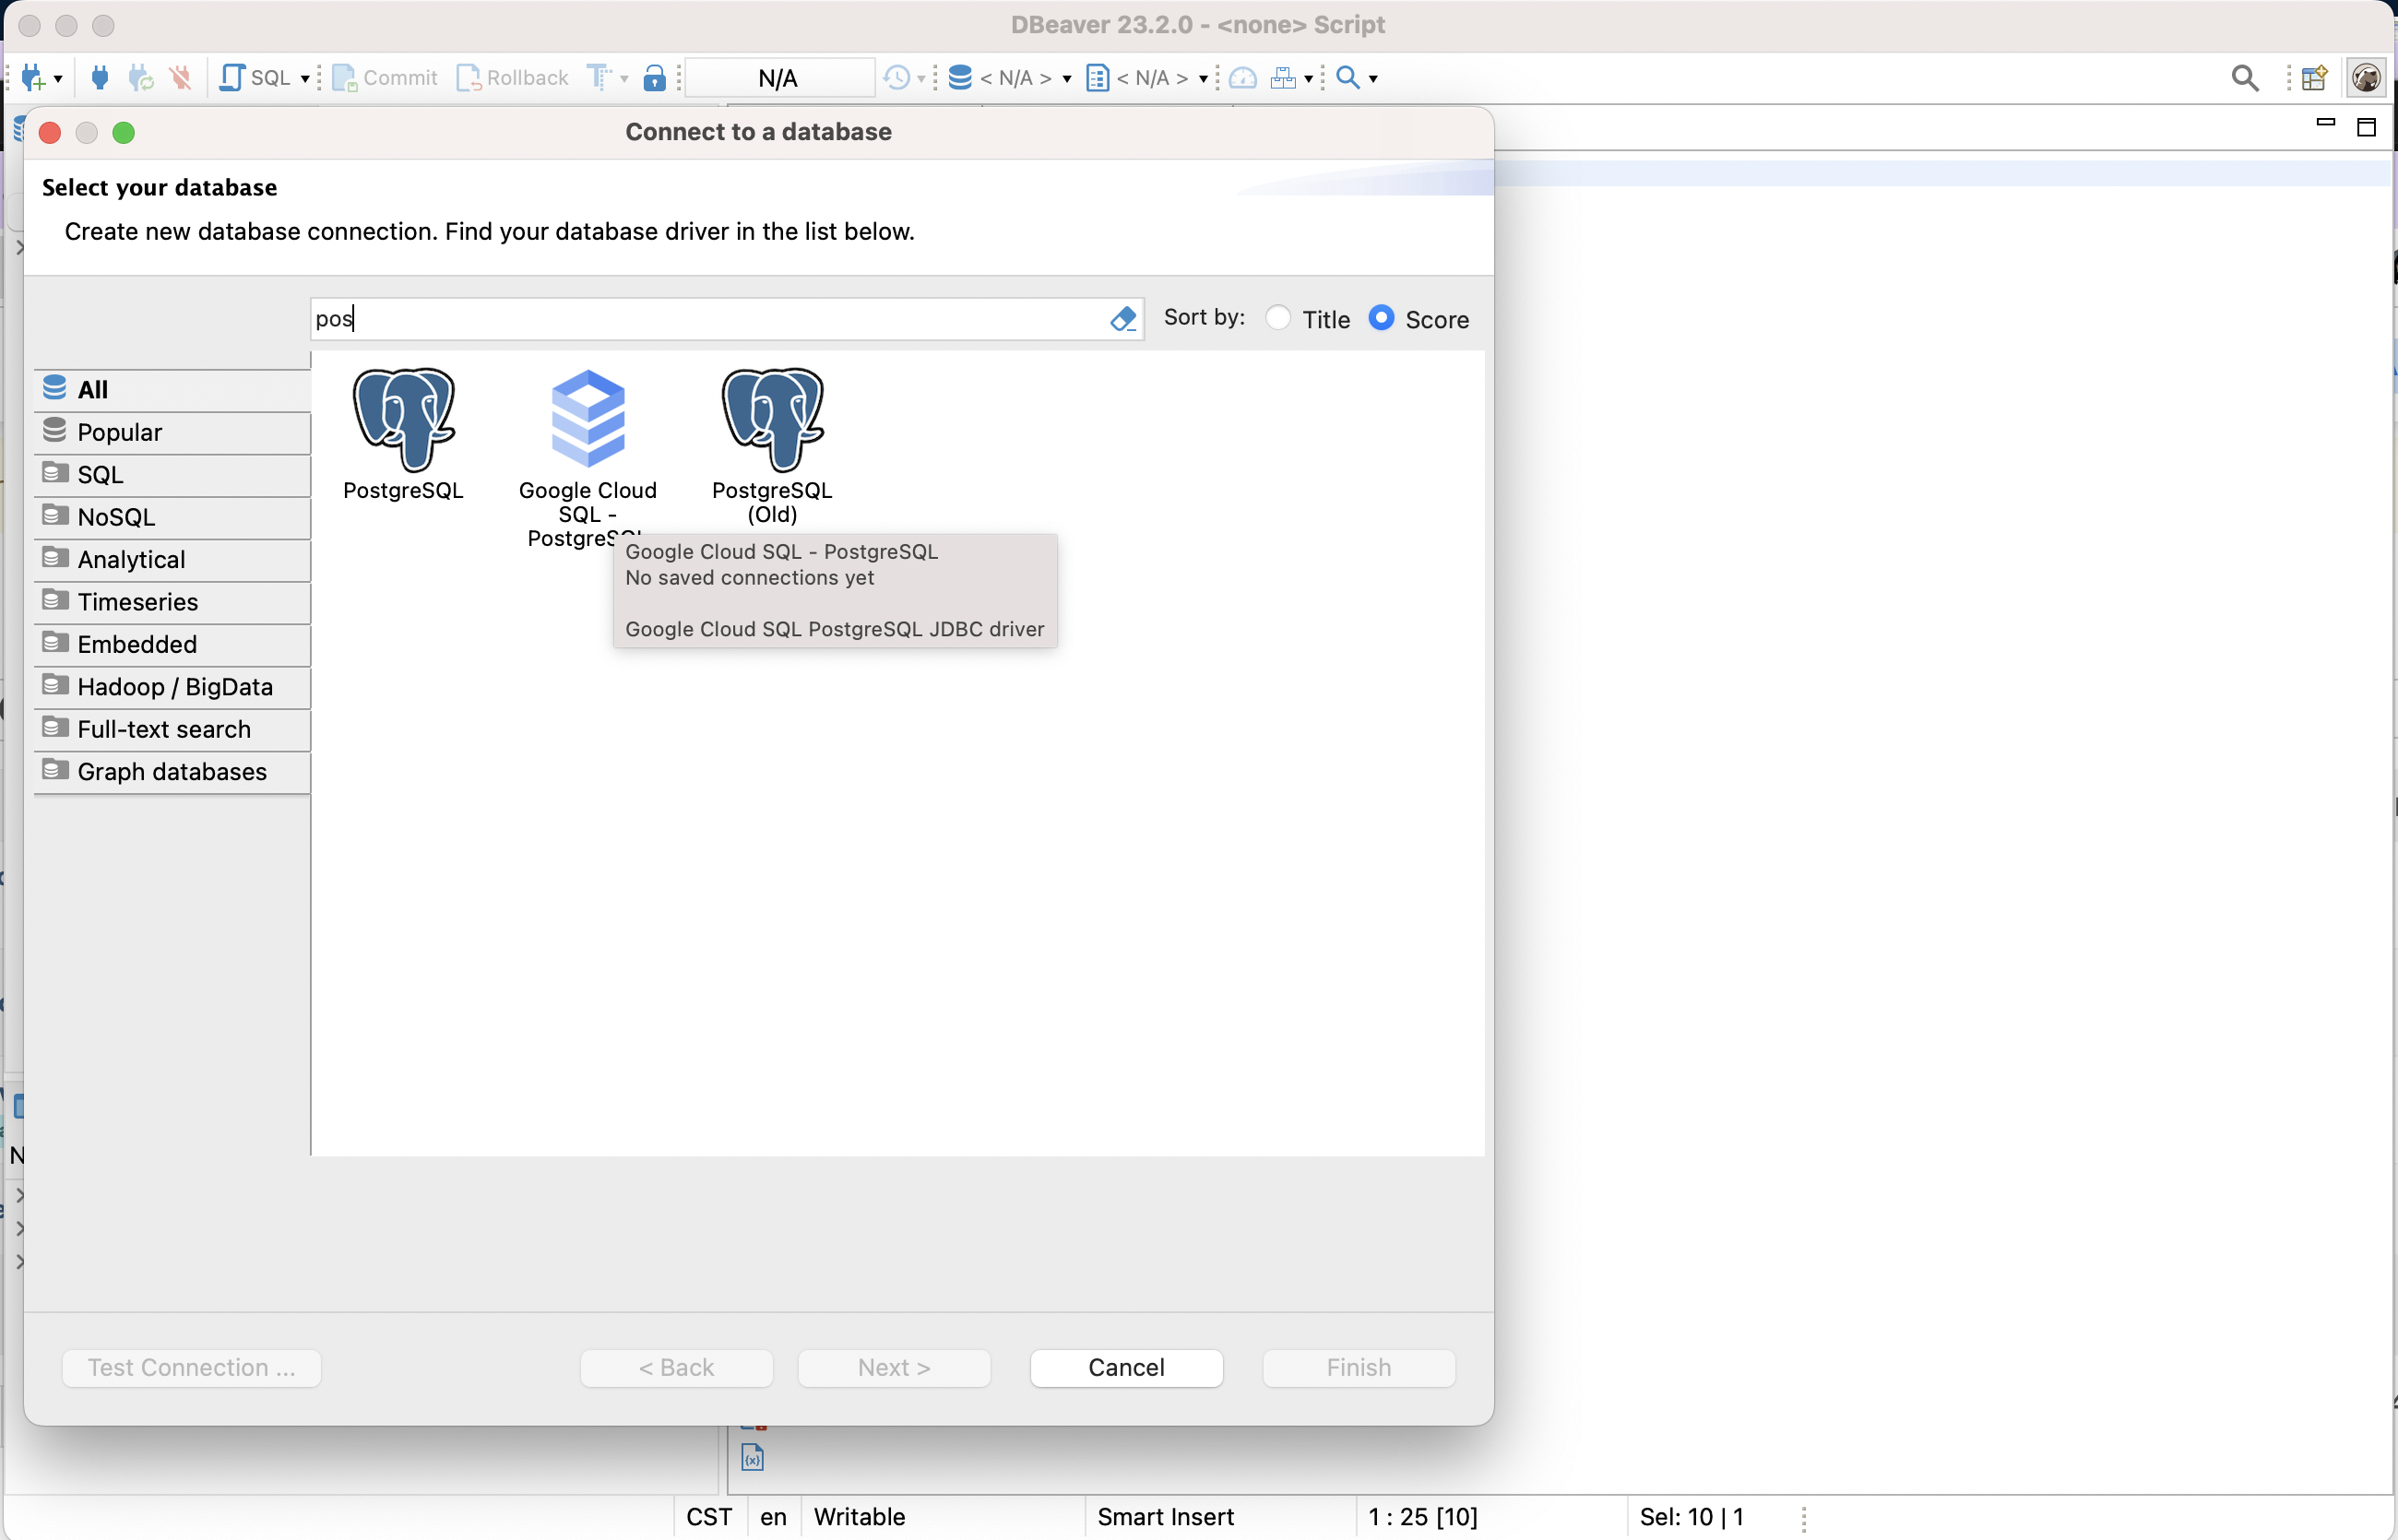 DBeaver 23.2.0 - <none> Script
SQL
Commit
Rollback
N/A
< N/A >
< N/A >
Connect to a database
Select your database
Create new database connection. Find your database driver in the list below.
pos
Sort by:
Title
Score
All
Popular
SQL
NoSQL
Analytical
Timeseries
Embedded
Hadoop / BigData
Full-text search
Graph databases
PostgreSQL
Google Cloud
SQL -
PostgreSQL
PostgreSQL
(Old)
Google Cloud SQL - PostgreSQL
No saved connections yet
Google Cloud SQL PostgreSQL JDBC driver
N
Test Connection ...
< Back
Next >
Cancel
Finish
CST
en
Writable
Smart Insert
1 : 25 [10]
Sel: 10 | 1